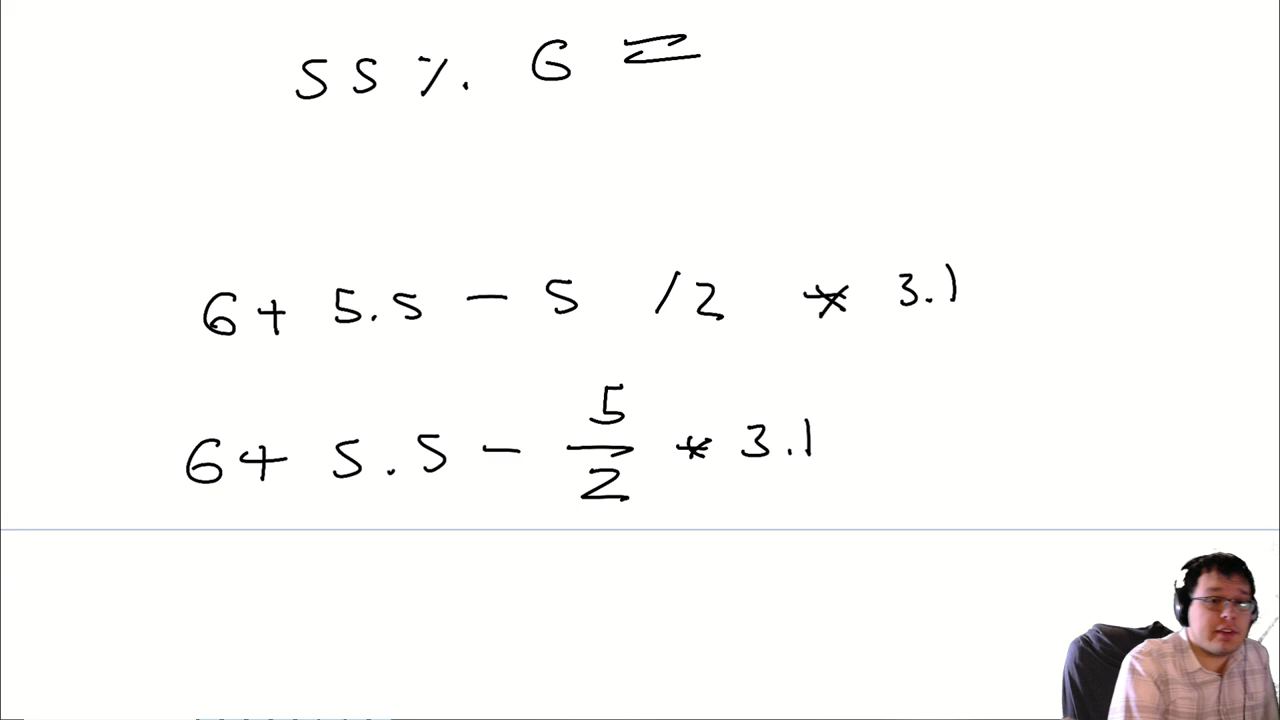 55 % 6 =
6 + 5.5 - 5 /2 * 3.1
6 + 5.5 - 5/2 * 3.1